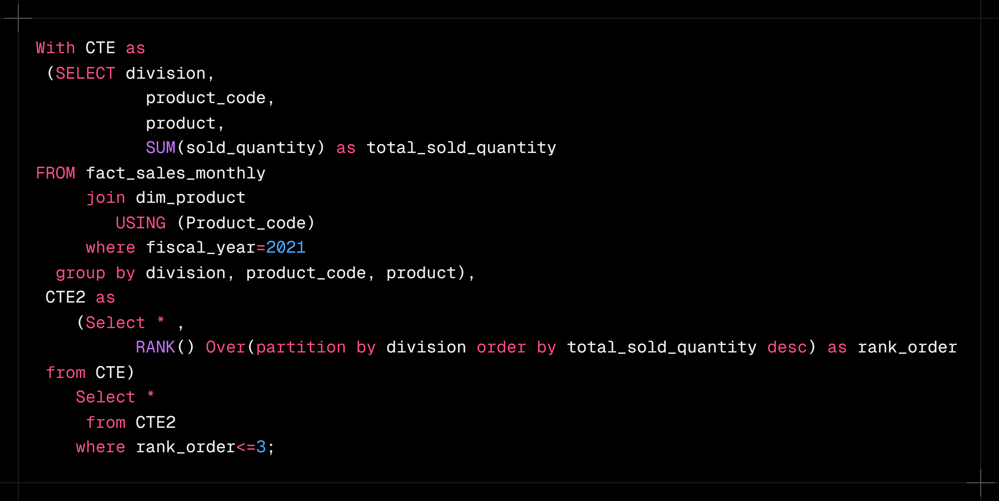 With CTE as
(SELECT division,
product_code,
product,
SUM(sold_quantity) as total_sold_quantity
FROM fact_sales_monthly
join dim_product
USING (Product_code)
where fiscal_year=2021
group by division, product_code, product),
CTE2 as
(Select * ,
RANK() Over(partition by division order by total_sold_quantity desc) as rank_order
from CTE)
Select *
from CTE2
where rank_order<=3;